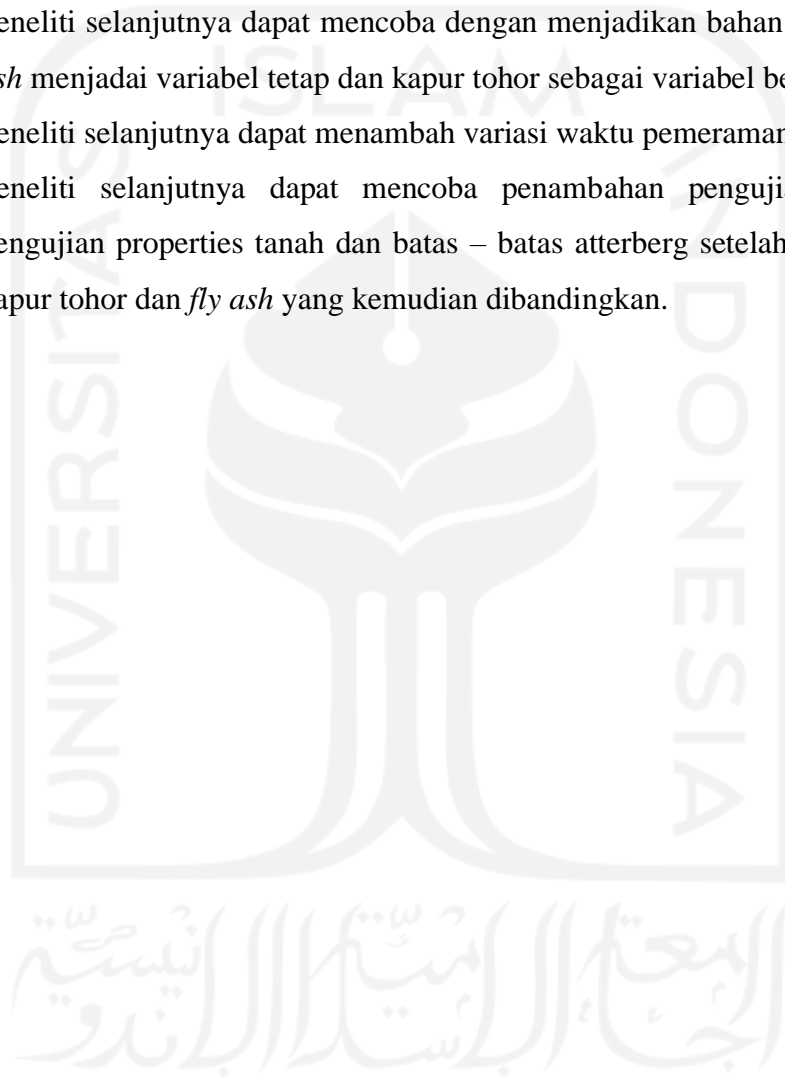 eneliti selanjutnya dapat mencoba dengan menjadikan bahan
sh menjadai variabel tetap dan kapur tohor sebagai variabel be
eneliti selanjutnya dapat menambah variasi waktu pemeraman
eneliti selanjutnya dapat mencoba penambahan penguji
engujian properties tanah dan batas – batas atterberg setelah
apur tohor dan fly ash yang kemudian dibandingkan.
ISLAM
UNIVERSITAS
INDONESIA